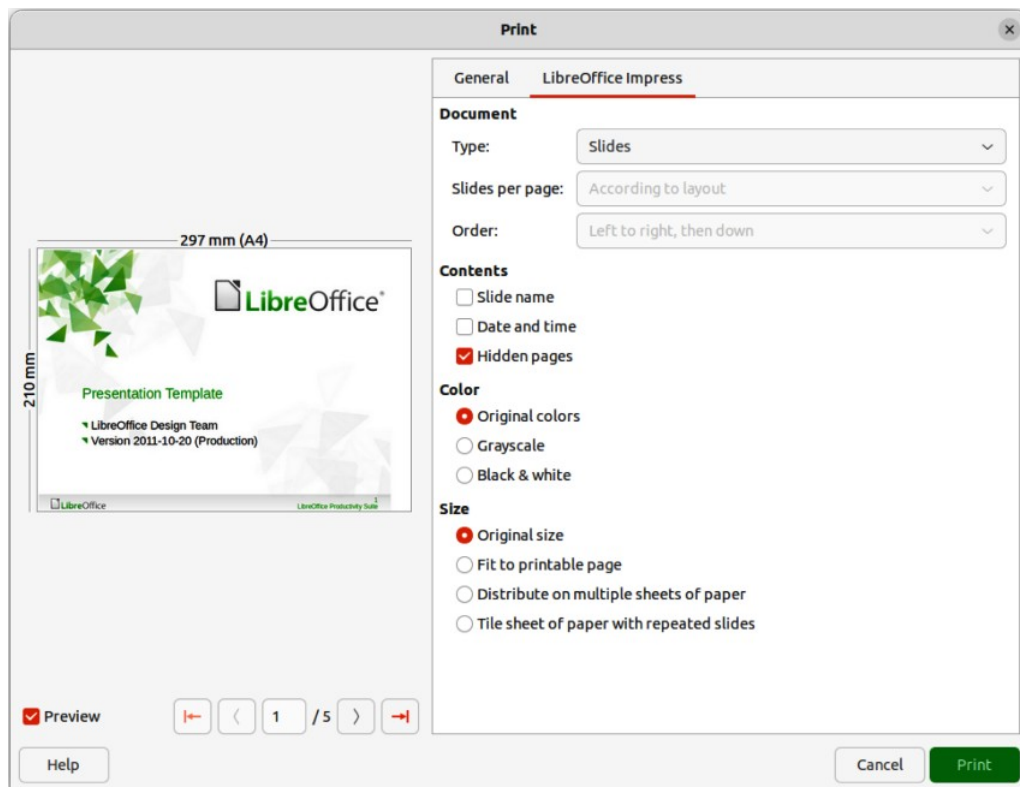 Print
General LibreOffice Impress
Document
Type: Slides
Slides per page: According to layout
Order: Left to right, then down
Contents
Slide name
Date and time
Hidden pages
Color
Original colors
Grayscale
Black & white
Size
Original size
Fit to printable page
Distribute on multiple sheets of paper
Tile sheet of paper with repeated slides
297 mm (A4)
210 mm
LibreOffice®
Presentation Template
LibreOffice Design Team
Version 2011-10-20 (Production)
1
LibreOffice LibreOffice Productivity Suite
Preview 1 / 5
Help Cancel Print